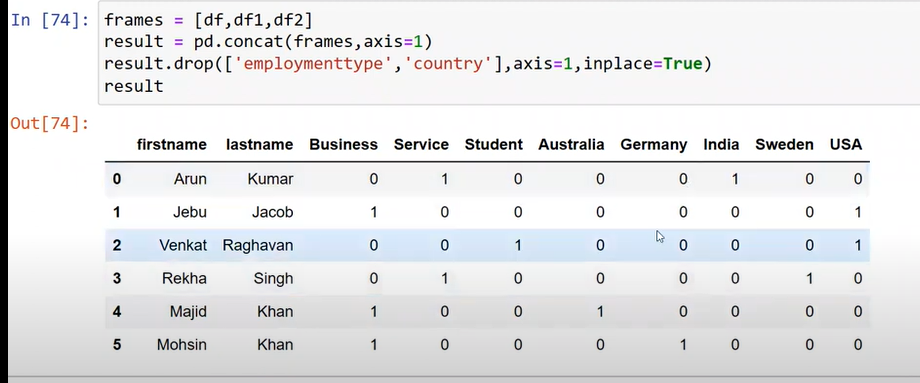 In [74]: frames = [df,df1,df2]
result = pd.concat(frames,axis=1)
result.drop(['employmenttype','country'],axis=1,inplace=True)
result
Out[74]:
firstname lastname Business Service Student Australia Germany India Sweden USA
0 Arun Kumar 0 1 0 0 0 1 0 0
1 Jebu Jacob 1 0 0 0 0 0 0 1
2 Venkat Raghavan 0 0 1 0 0 0 0 1
3 Rekha Singh 0 1 0 0 0 0 1 0
4 Majid Khan 1 0 0 1 0 0 0 0
5 Mohsin Khan 1 0 0 0 1 0 0 0